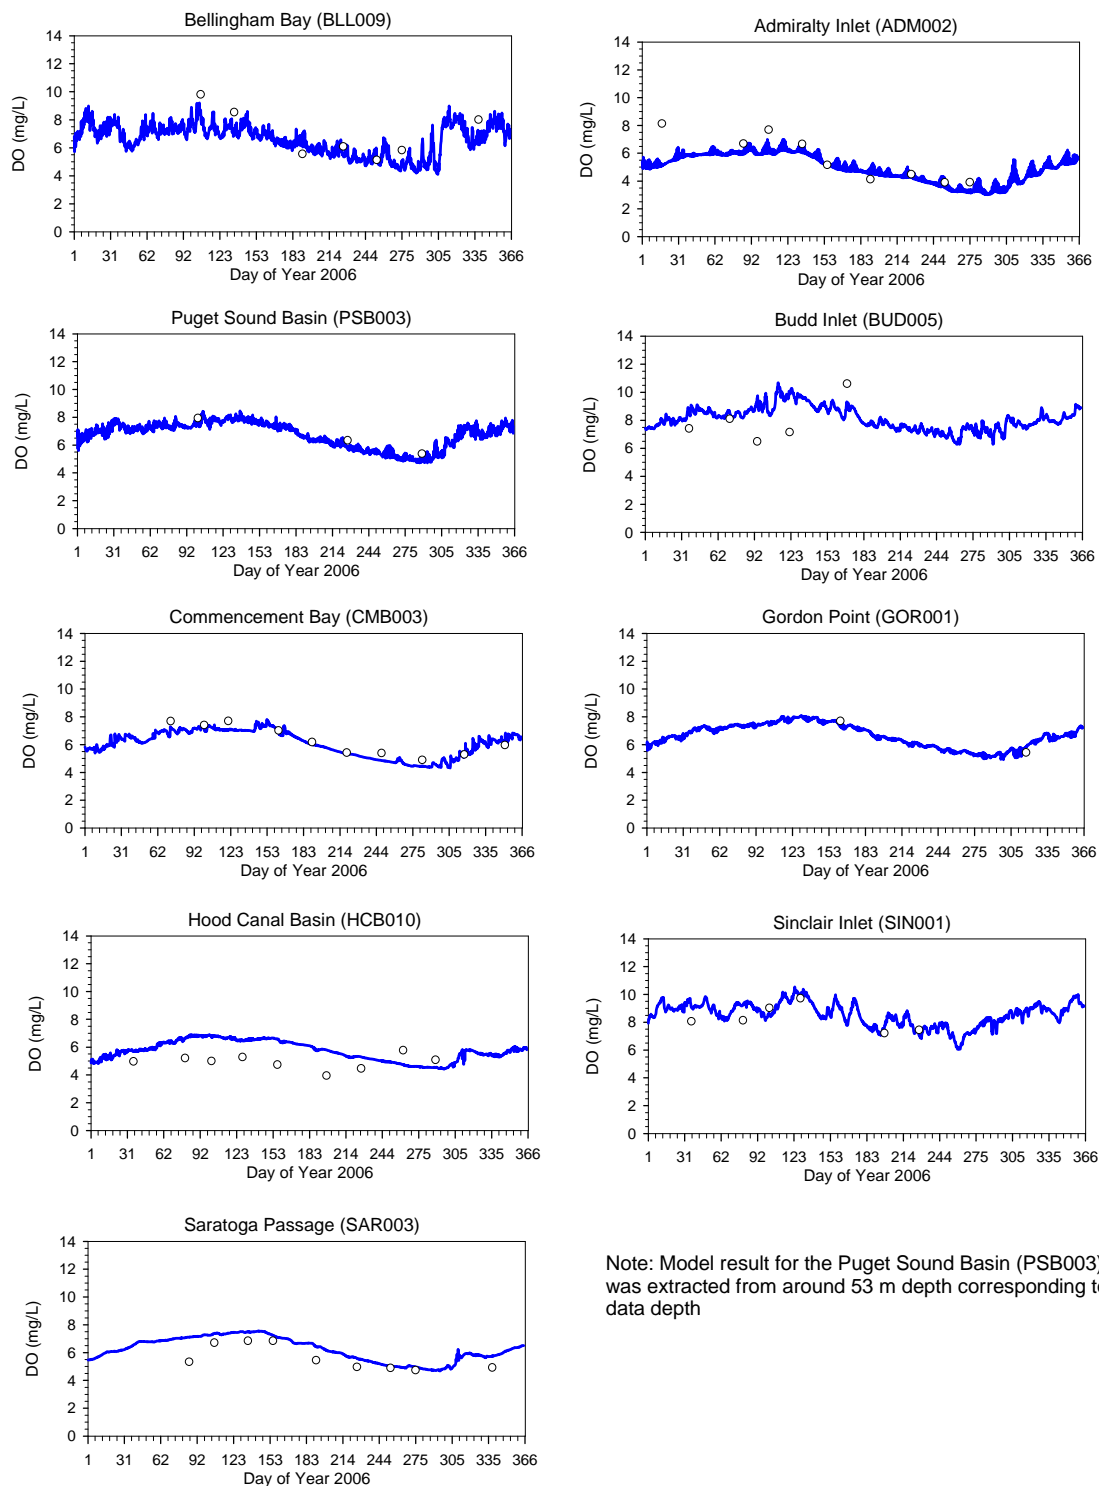 Bellingham Bay (BLL009)
14
12
10
8
6
4
2
0
DO (mg/L)
1 31 62 92 123 153 183 214 244 275 305 335 366
Day of Year 2006
Admiralty Inlet (ADM002)
14
12
10
8
6
4
2
0
DO (mg/L)
1 31 62 92 123 153 183 214 244 275 305 335 366
Day of Year 2006
Puget Sound Basin (PSB003)
14
12
10
8
6
4
2
0
DO (mg/L)
1 31 62 92 123 153 183 214 244 275 305 335 366
Day of Year 2006
Budd Inlet (BUD005)
14
12
10
8
6
4
2
0
DO (mg/L)
1 31 62 92 123 153 183 214 244 275 305 335 366
Day of Year 2006
Commencement Bay (CMB003)
14
12
10
8
6
4
2
0
DO (mg/L)
1 31 62 92 123 153 183 214 244 275 305 335 366
Day of Year 2006
Gordon Point (GOR001)
14
12
10
8
6
4
2
0
DO (mg/L)
1 31 62 92 123 153 183 214 244 275 305 335 366
Day of Year 2006
Hood Canal Basin (HCB010)
14
12
10
8
6
4
2
0
DO (mg/L)
1 31 62 92 123 153 183 214 244 275 305 335 366
Day of Year 2006
Sinclair Inlet (SIN001)
14
12
10
8
6
4
2
0
DO (mg/L)
1 31 62 92 123 153 183 214 244 275 305 335 366
Day of Year 2006
Saratoga Passage (SAR003)
14
12
10
8
6
4
2
0
DO (mg/L)
1 31 62 92 123 153 183 214 244 275 305 335 366
Day of Year 2006
Note: Model result for the Puget Sound Basin (PSB003)
was extracted from around 53 m depth corresponding t
data depth